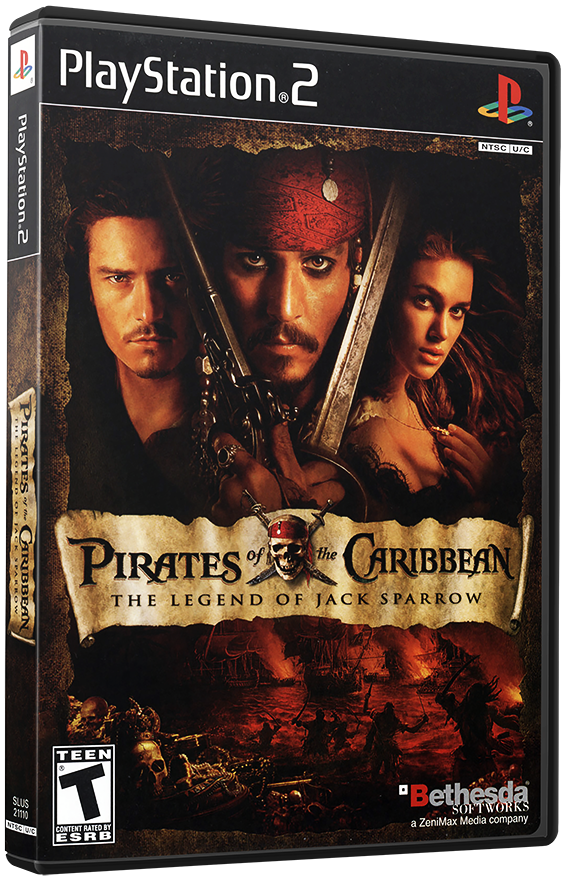 PlayStation®2
NTSC U/C
PIRATES of the CARIBBEAN
THE LEGEND OF JACK SPARROW
TEEN
T
®
CONTENT RATED BY
ESRB
Bethesda®
SOFTWORKS
a ZeniMax Media company
PlayStation®2
PIRATES of the CARIBBEAN
THE LEGEND OF JACK SPARROW
SLUS
21110
NTSC U/C